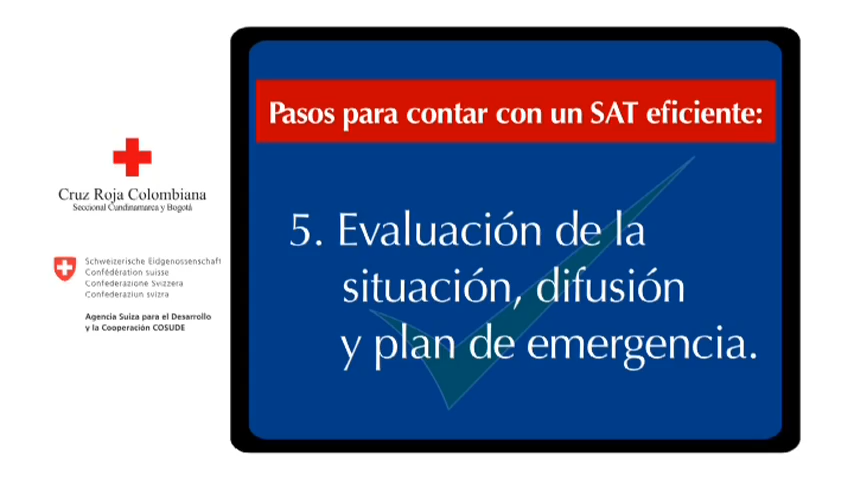 Pasos para contar con un SAT eficiente:
5. Evaluación de la
situación, difusión
y plan de emergencia.
Cruz Roja Colombiana
Seccional Cundinamarca y Bogotá
Schweizerische Eidgenossenschaft
Confédération suisse
Confederazione Svizzera
Confederaziun svizra
Agencia Suiza para el Desarrollo
y la Cooperación COSUDE